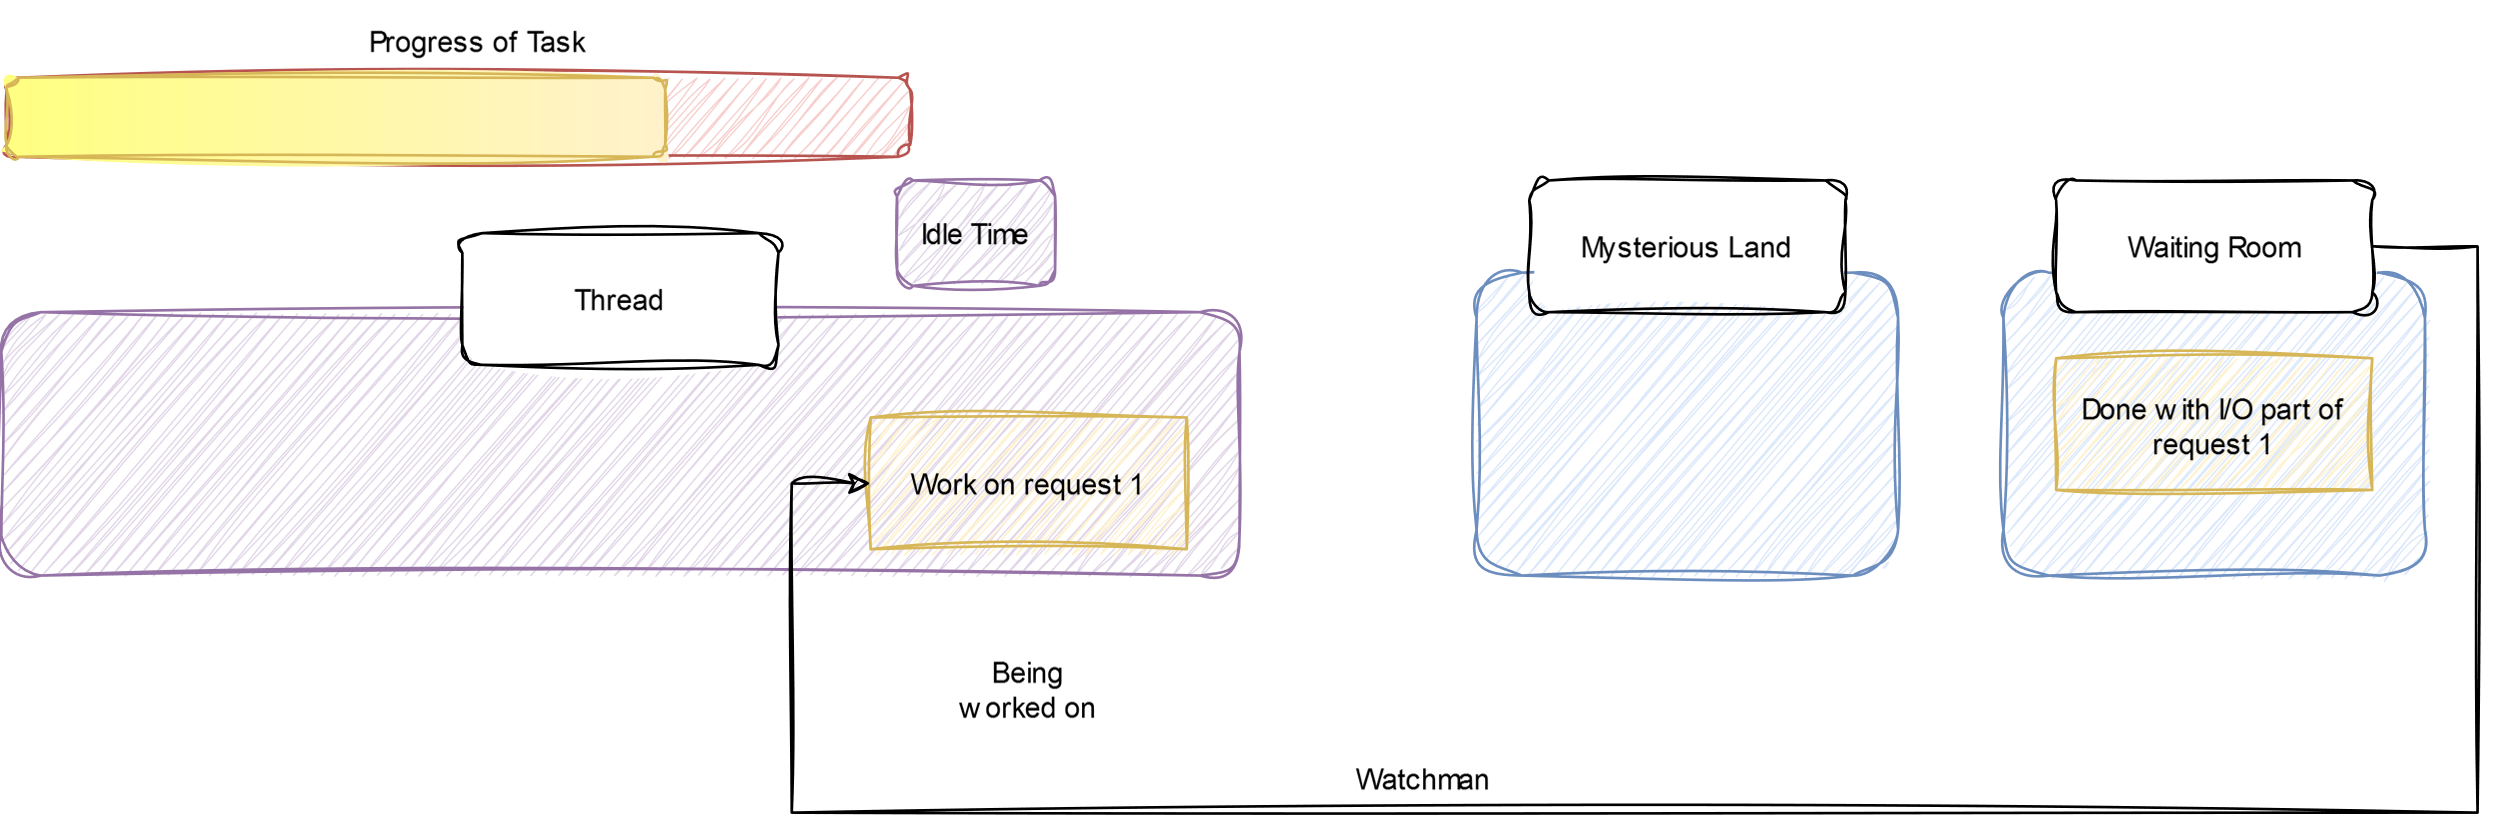 Progress of Task
Idle Time
Thread
Mysterious Land
Waiting Room
Work on request 1
Done with I/O part of
request 1
Being
worked on
Watchman